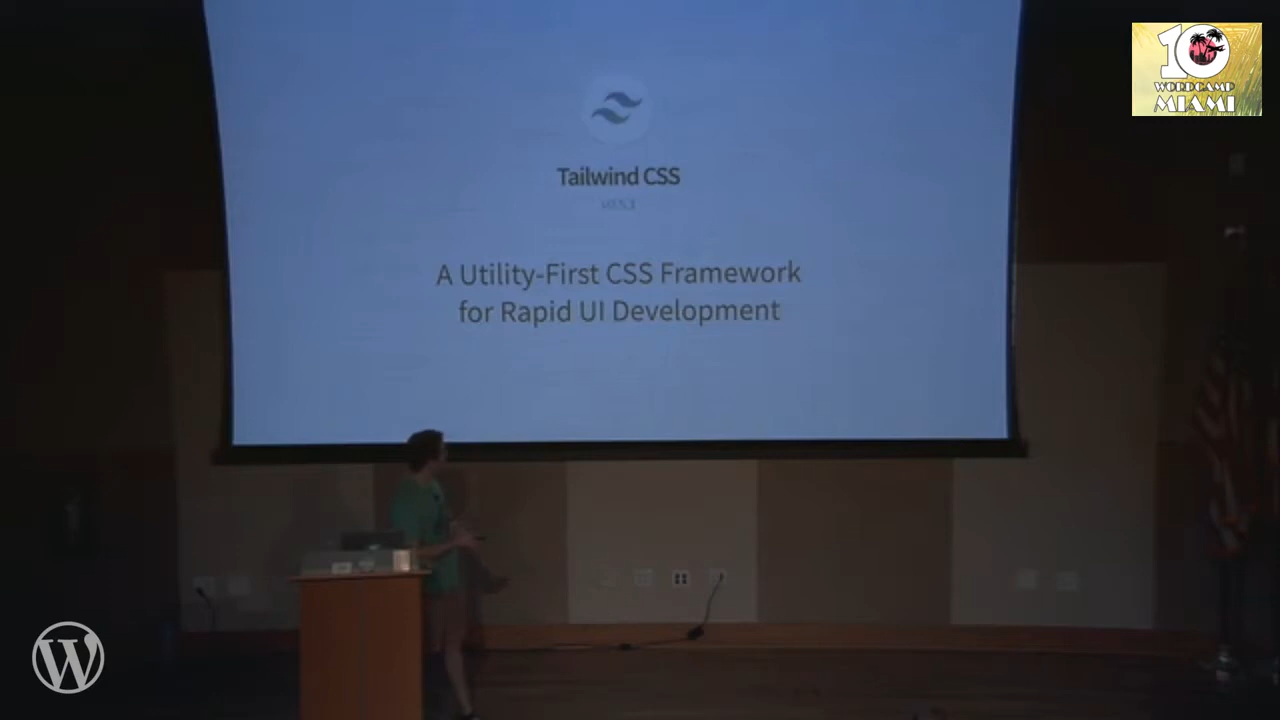 10
WORDCAMP
MIAMI
Tailwind CSS
A Utility-First CSS Framework
for Rapid UI Development